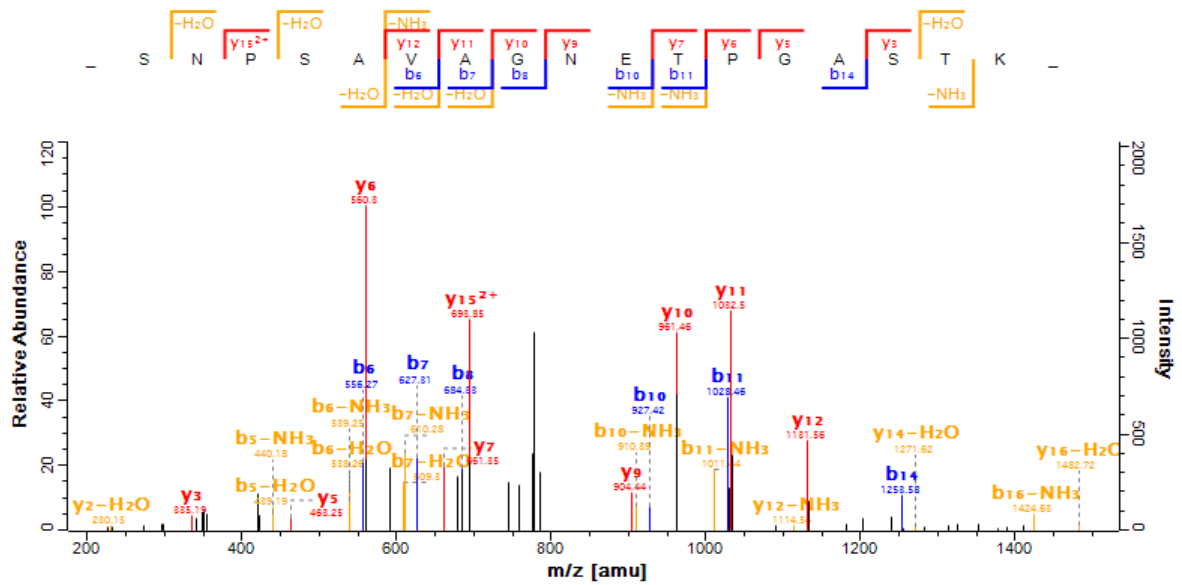 −H₂O −H₂O −NH₃ −H₂O
y₁₅²⁺ y₁₂ y₁₁ y₁₀ y₉ y₇ y₆ y₅ y₃
_ S N P S A V A G N E T P G A S T K _
b₆ b₇ b₈ b₁₀ b₁₁ b₁₄
−H₂O −H₂O −H₂O −NH₃ −NH₃ −NH₃
120
100
80
60
40
20
0
Relative Abundance
2000
1500
1000
500
0
Intensity
y₆
560.3
y₁₅²⁺
693.85
y₁₁
1032.5
y₁₀
961.46
b₆
556.27
b₇
627.31
b₈
684.33
b₁₀
927.42
b₁₁
1028.46
b₆−NH₃
539.25
b₇−NH₃
610.28
b₅−NH₃
440.18
b₆−H₂O
538.26
b₇−H₂O
609.3
y₇
661.35
b₁₀−NH₃
910.39
b₁₁−NH₃
y₁₂
1131.56
y₁₄−H₂O
1271.62
y₁₆−H₂O
1482.72
b₅−H₂O
439.19
y₂−H₂O
230.15
y₃
335.19
y₅
463.25
y₉
904.44
y₁₂−NH₃
b₁₄
1253.58
b₁₆−NH₃
1424.63
200 400 600 800 1000 1200 1400
m/z [amu]